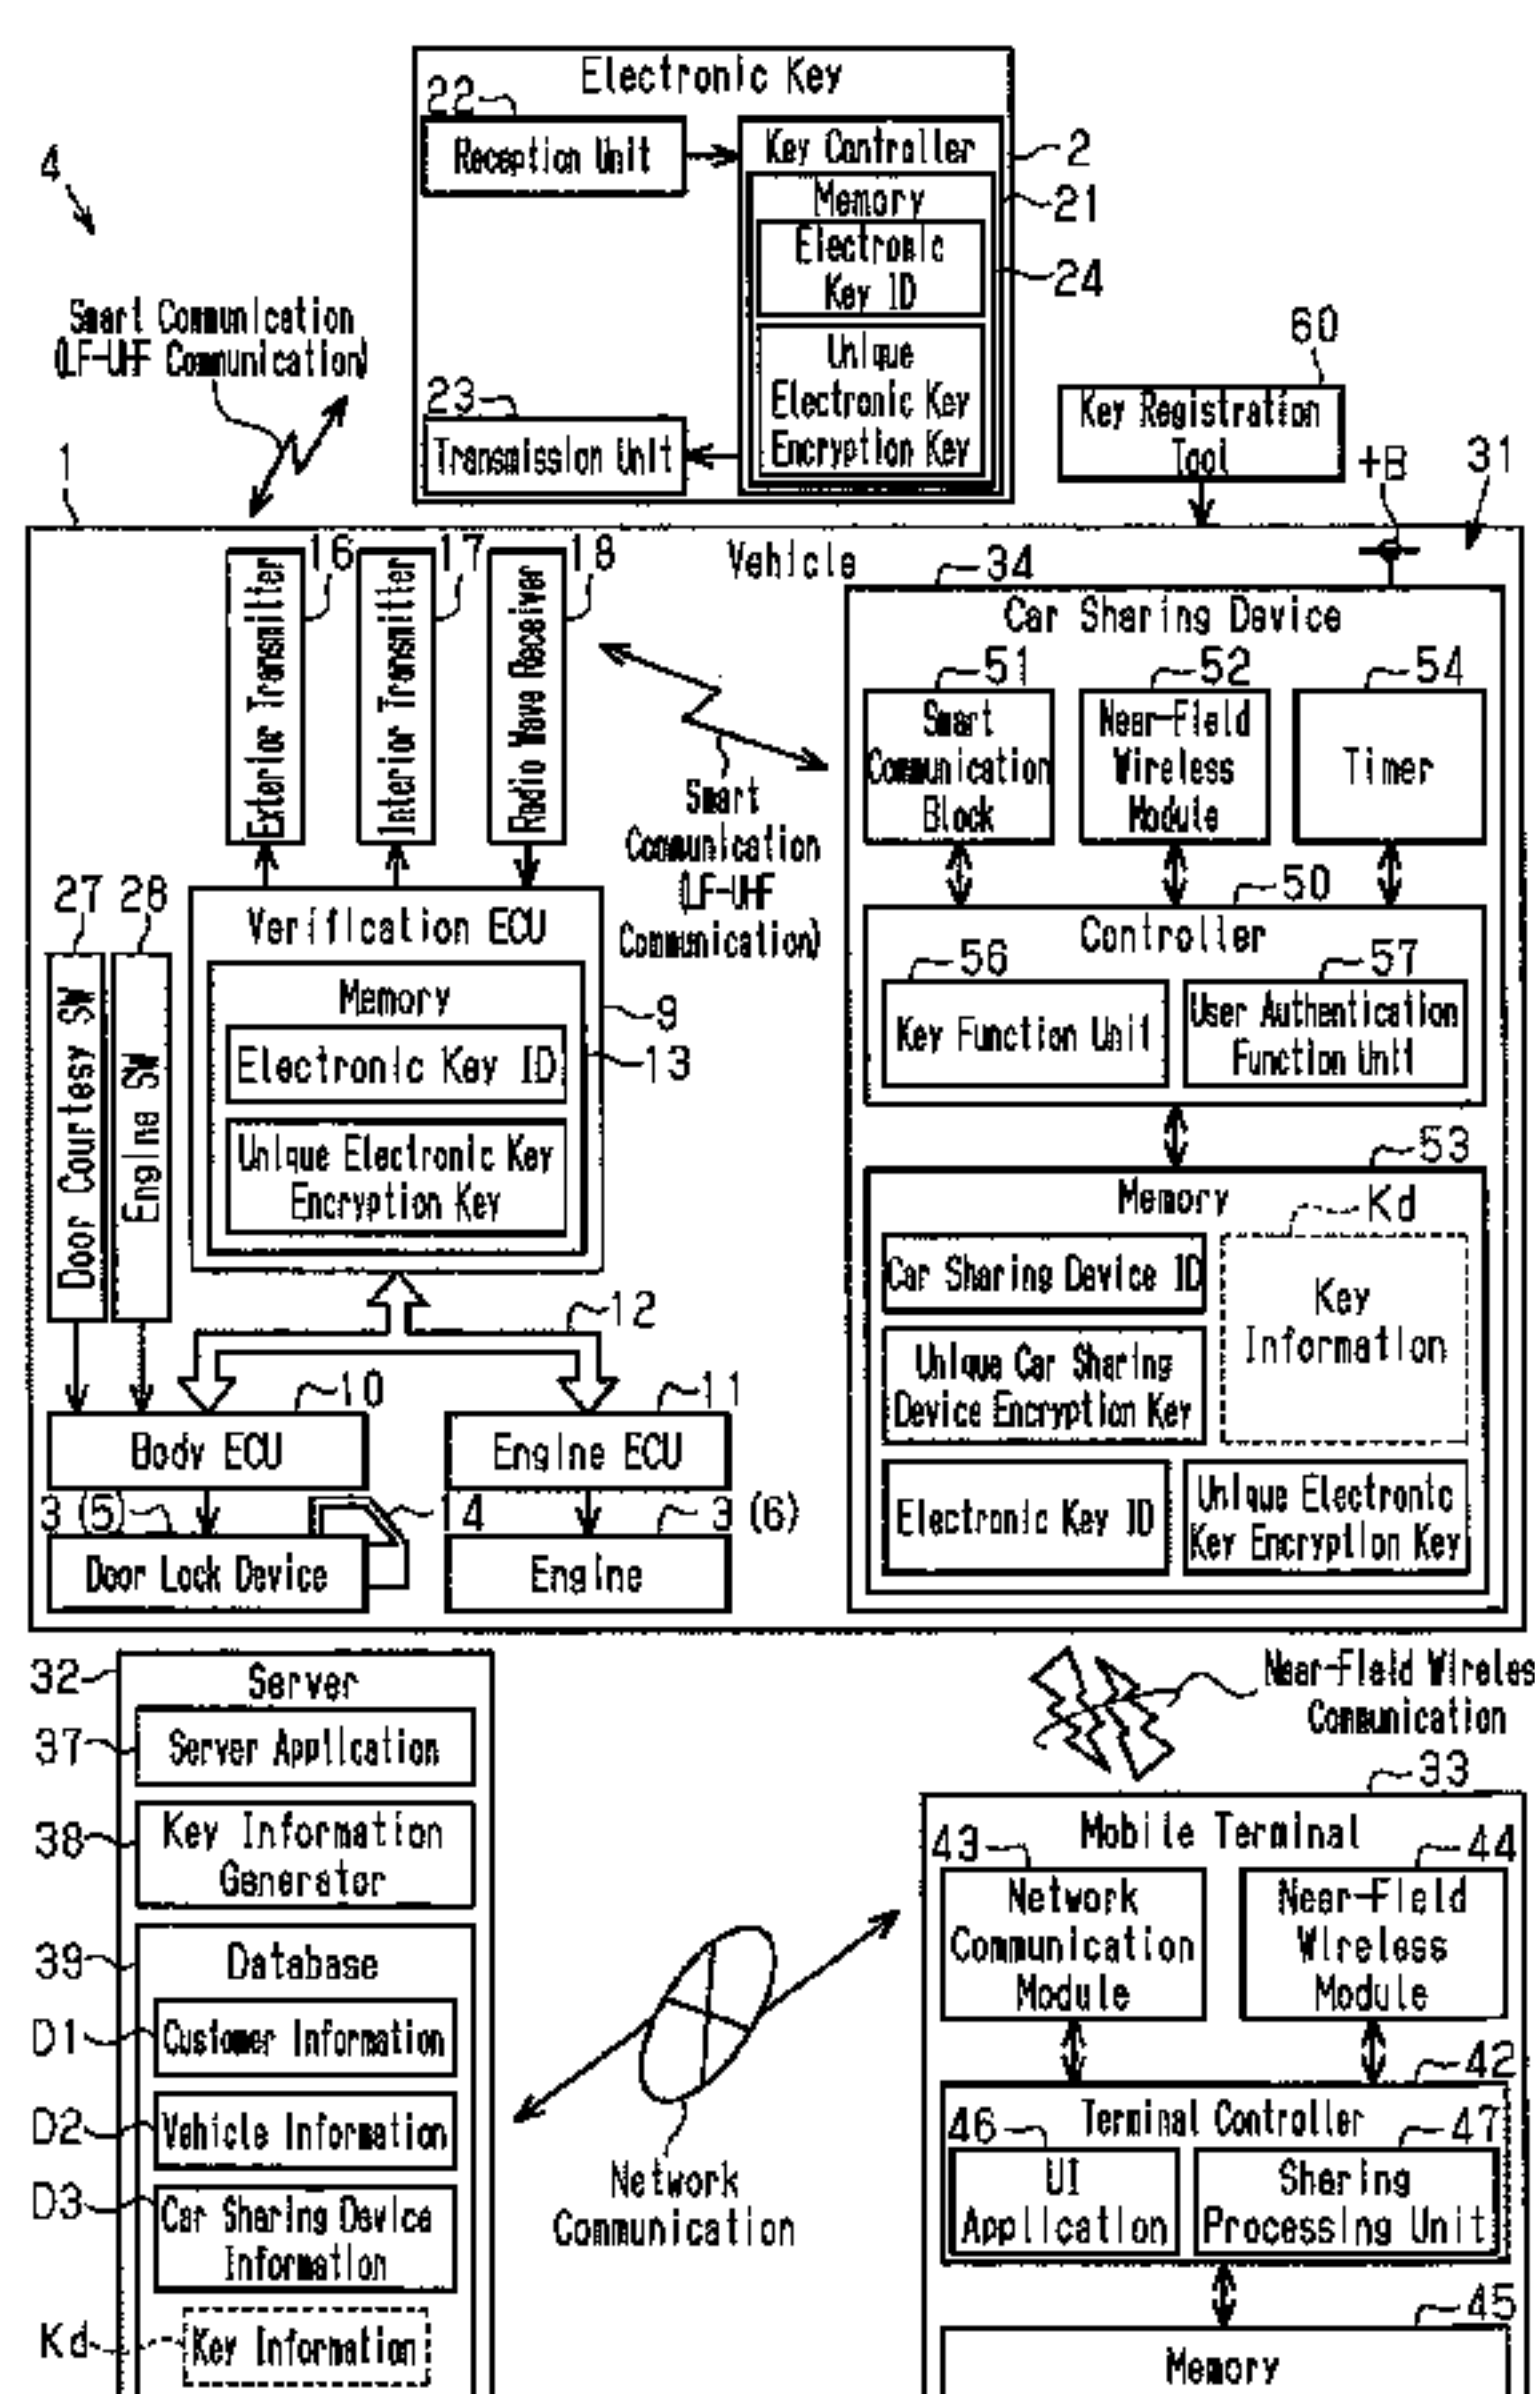 Electronic Key
22
Reception Unit
Key Controller
2
Memory
21
Electronic
Key ID
24
Unique
Electronic Key
Encryption Key
23
Transmission Unit
4
Smart Communication
(LF-UHF Communication)
60
Key Registration
Tool
+B
31
1
Vehicle
16
Exterior Transmitter
17
Interior Transmitter
18
Radio Wave Receiver
Smart
Communication
(LF-UHF
Communication)
34
Car Sharing Device
51
Smart
Communication
Block
52
Near-Field
Wireless
Module
54
Timer
50
Controller
56
Key Function Unit
57
User Authentication
Function Unit
53
Memory
Car Sharing Device ID
Kd
Key
Information
Unique Car Sharing
Device Encryption Key
Electronic Key ID
Unique Electronic
Key Encryption Key
27
Door Courtesy SW
28
Engine SW
Verification ECU
9
Memory
13
Electronic Key ID
Unique Electronic Key
Encryption Key
12
10
Body ECU
11
Engine ECU
3 (5)
14
Door Lock Device
3 (6)
Engine
32
Server
37
Server Application
38
Key Information
Generator
39
Database
D1
Customer Information
D2
Vehicle Information
D3
Car Sharing Device
Information
Kd
Key Information
Network
Communication
Near-Field Wireles
Communication
33
Mobile Terminal
43
Network
Communication
Module
44
Near-Field
Wireless
Module
42
Terminal Controller
46
UI
Application
47
Sharing
Processing Unit
45
Memory